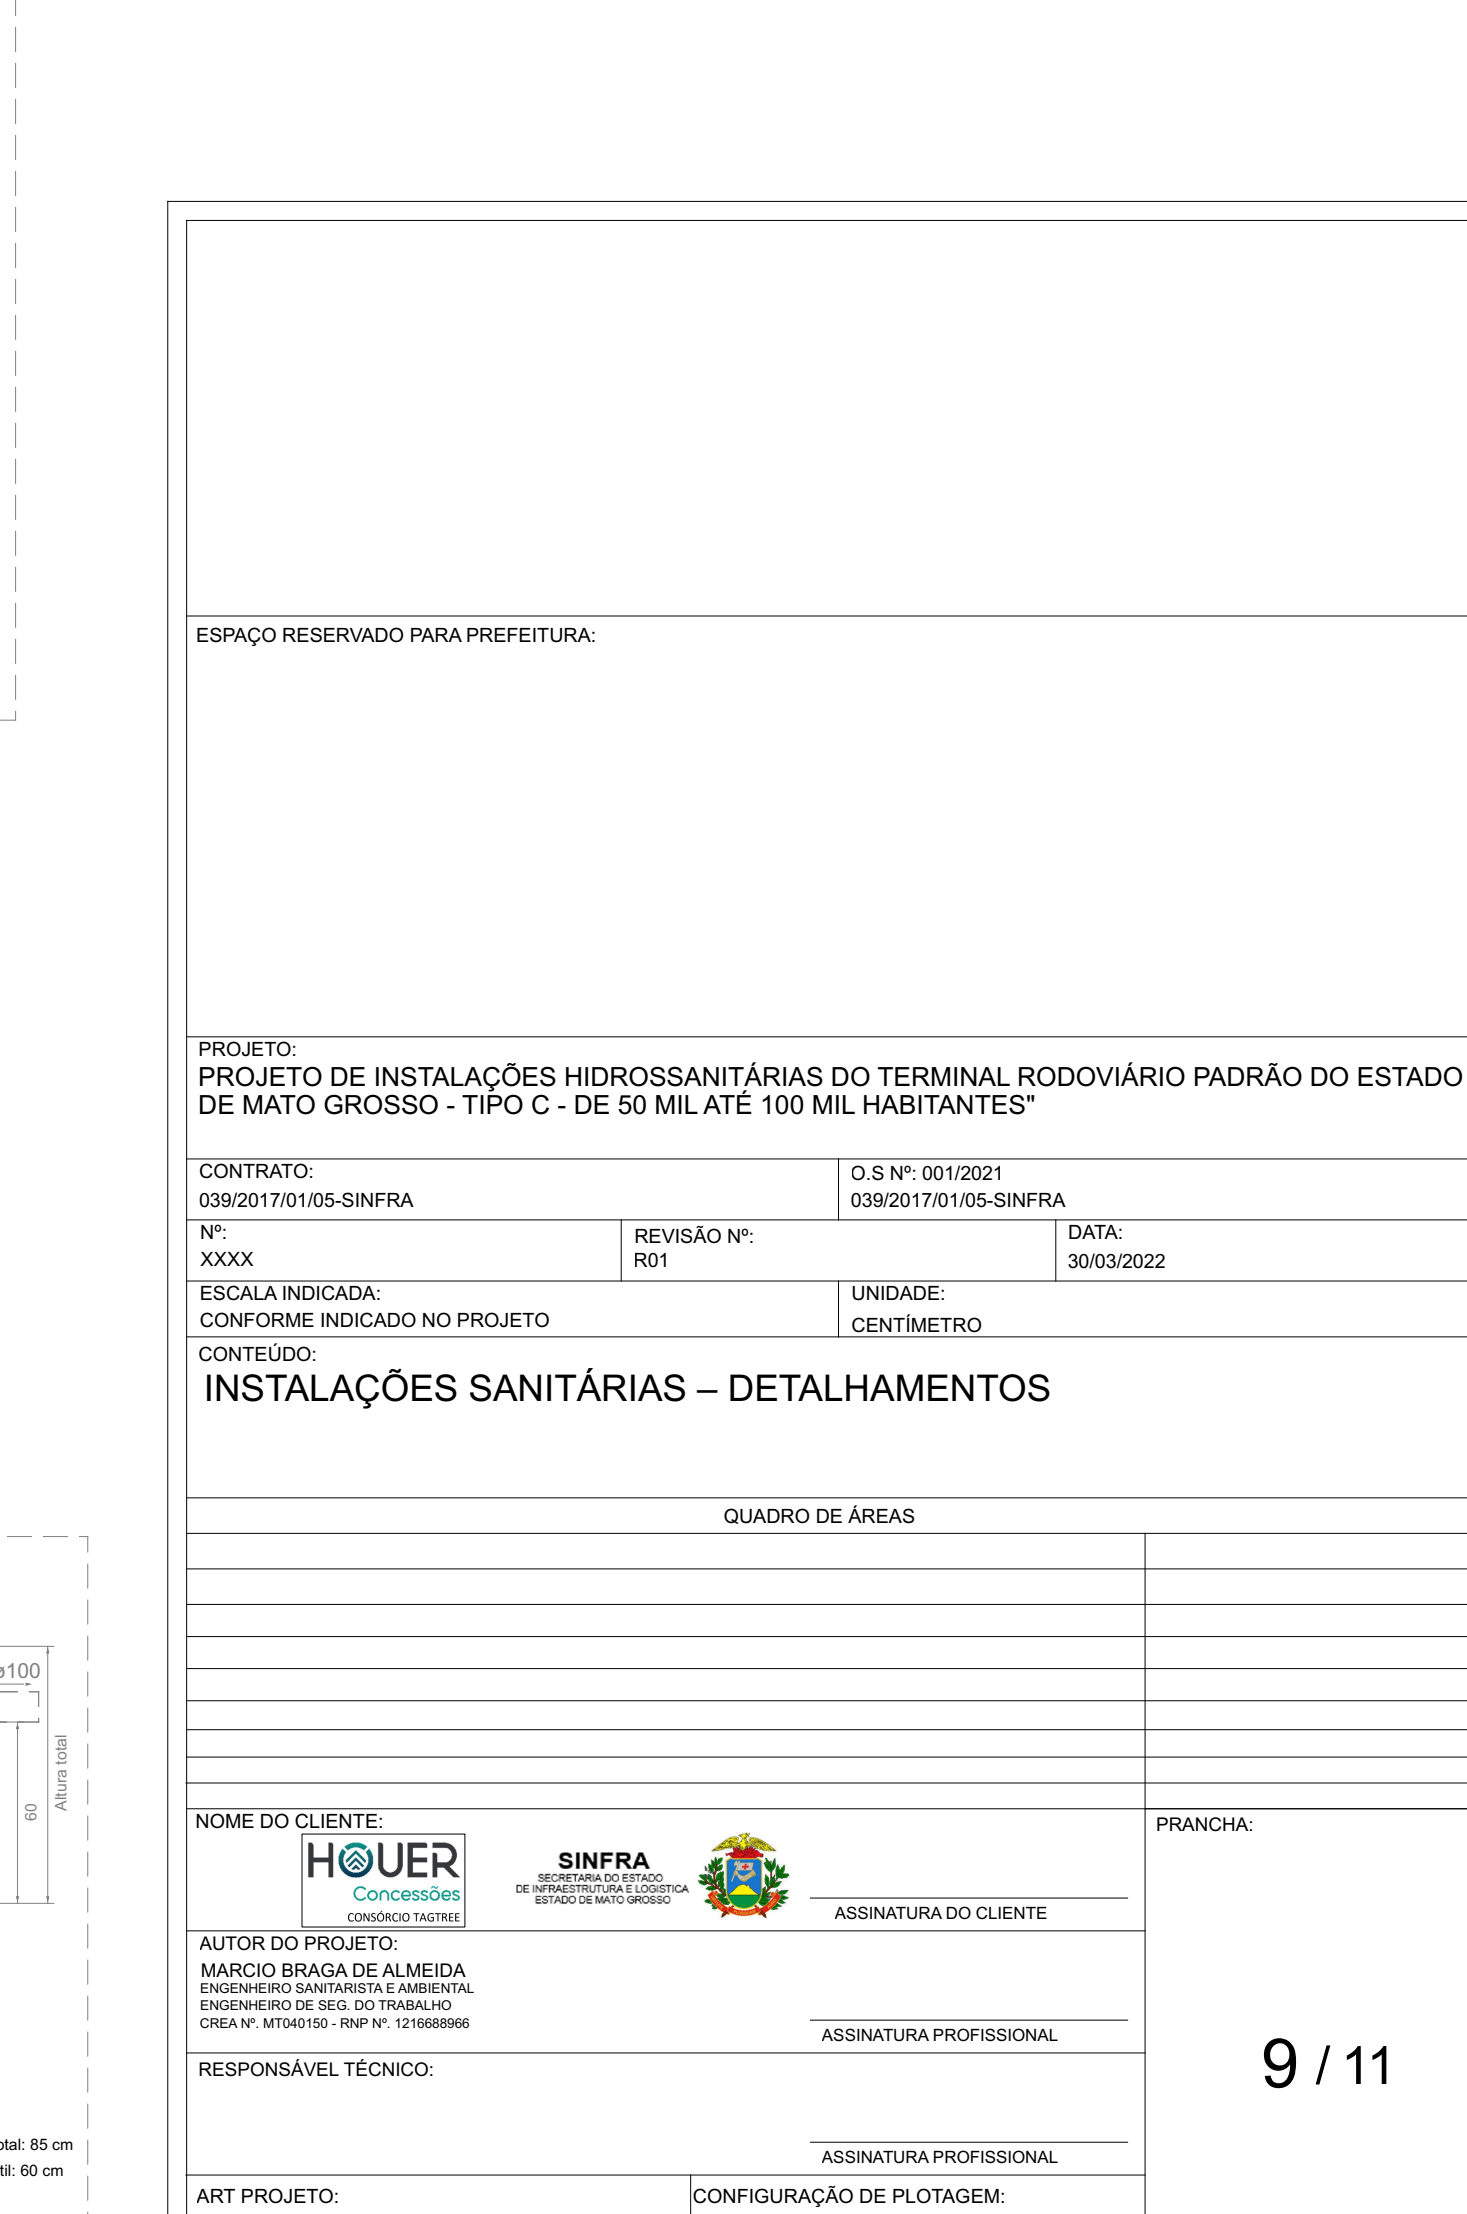 ESPAÇO RESERVADO PARA PREFEITURA:
PROJETO:
PROJETO DE INSTALAÇÕES HIDROSSANITÁRIAS DO TERMINAL RODOVIÁRIO PADRÃO DO ESTADO
DE MATO GROSSO - TIPO C - DE 50 MIL ATÉ 100 MIL HABITANTES"
CONTRATO:
039/2017/01/05-SINFRA
O.S Nº: 001/2021
039/2017/01/05-SINFRA
Nº:
XXXX
REVISÃO Nº:
R01
DATA:
30/03/2022
ESCALA INDICADA:
CONFORME INDICADO NO PROJETO
UNIDADE:
CENTÍMETRO
CONTEÚDO:
INSTALAÇÕES SANITÁRIAS – DETALHAMENTOS
QUADRO DE ÁREAS
ø100
60
Altura total
NOME DO CLIENTE:
HOUER
Concessões
CONSÓRCIO TAGTREE
SINFRA
SECRETARIA DO ESTADO
DE INFRAESTRUTURA E LOGISTICA
ESTADO DE MATO GROSSO
ASSINATURA DO CLIENTE
PRANCHA:
9 / 11
AUTOR DO PROJETO:
MARCIO BRAGA DE ALMEIDA
ENGENHEIRO SANITARISTA E AMBIENTAL
ENGENHEIRO DE SEG. DO TRABALHO
CREA Nº. MT040150 - RNP Nº. 1216688966
ASSINATURA PROFISSIONAL
RESPONSÁVEL TÉCNICO:
ASSINATURA PROFISSIONAL
otal: 85 cm
til: 60 cm
ART PROJETO:
CONFIGURAÇÃO DE PLOTAGEM: